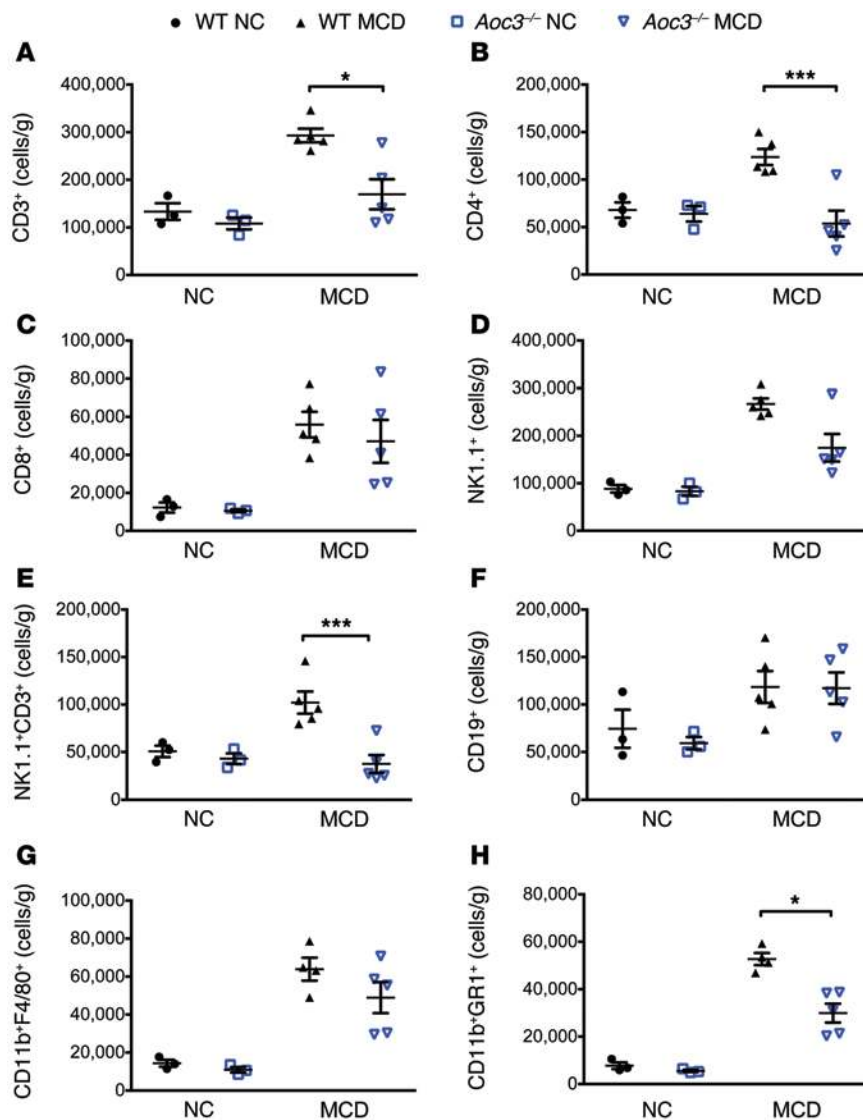 ● WT NC ▲ WT MCD □ Aoc3⁻/⁻ NC ▽ Aoc3⁻/⁻ MCD
A
CD3⁺ (cells/g)
400,000
300,000
200,000
100,000
0
*
NC MCD
B
CD4⁺ (cells/g)
200,000
150,000
100,000
50,000
0
***
NC MCD
C
CD8⁺ (cells/g)
100,000
80,000
60,000
40,000
20,000
0
NC MCD
D
NK1.1⁺ (cells/g)
400,000
300,000
200,000
100,000
0
NC MCD
E
NK1.1⁺CD3⁺ (cells/g)
200,000
150,000
100,000
50,000
0
***
NC MCD
F
CD19⁺ (cells/g)
200,000
150,000
100,000
50,000
0
NC MCD
G
CD11b⁺F4/80⁺ (cells/g)
100,000
80,000
60,000
40,000
20,000
0
NC MCD
H
CD11b⁺GR1⁺ (cells/g)
80,000
60,000
40,000
20,000
0
*
NC MCD